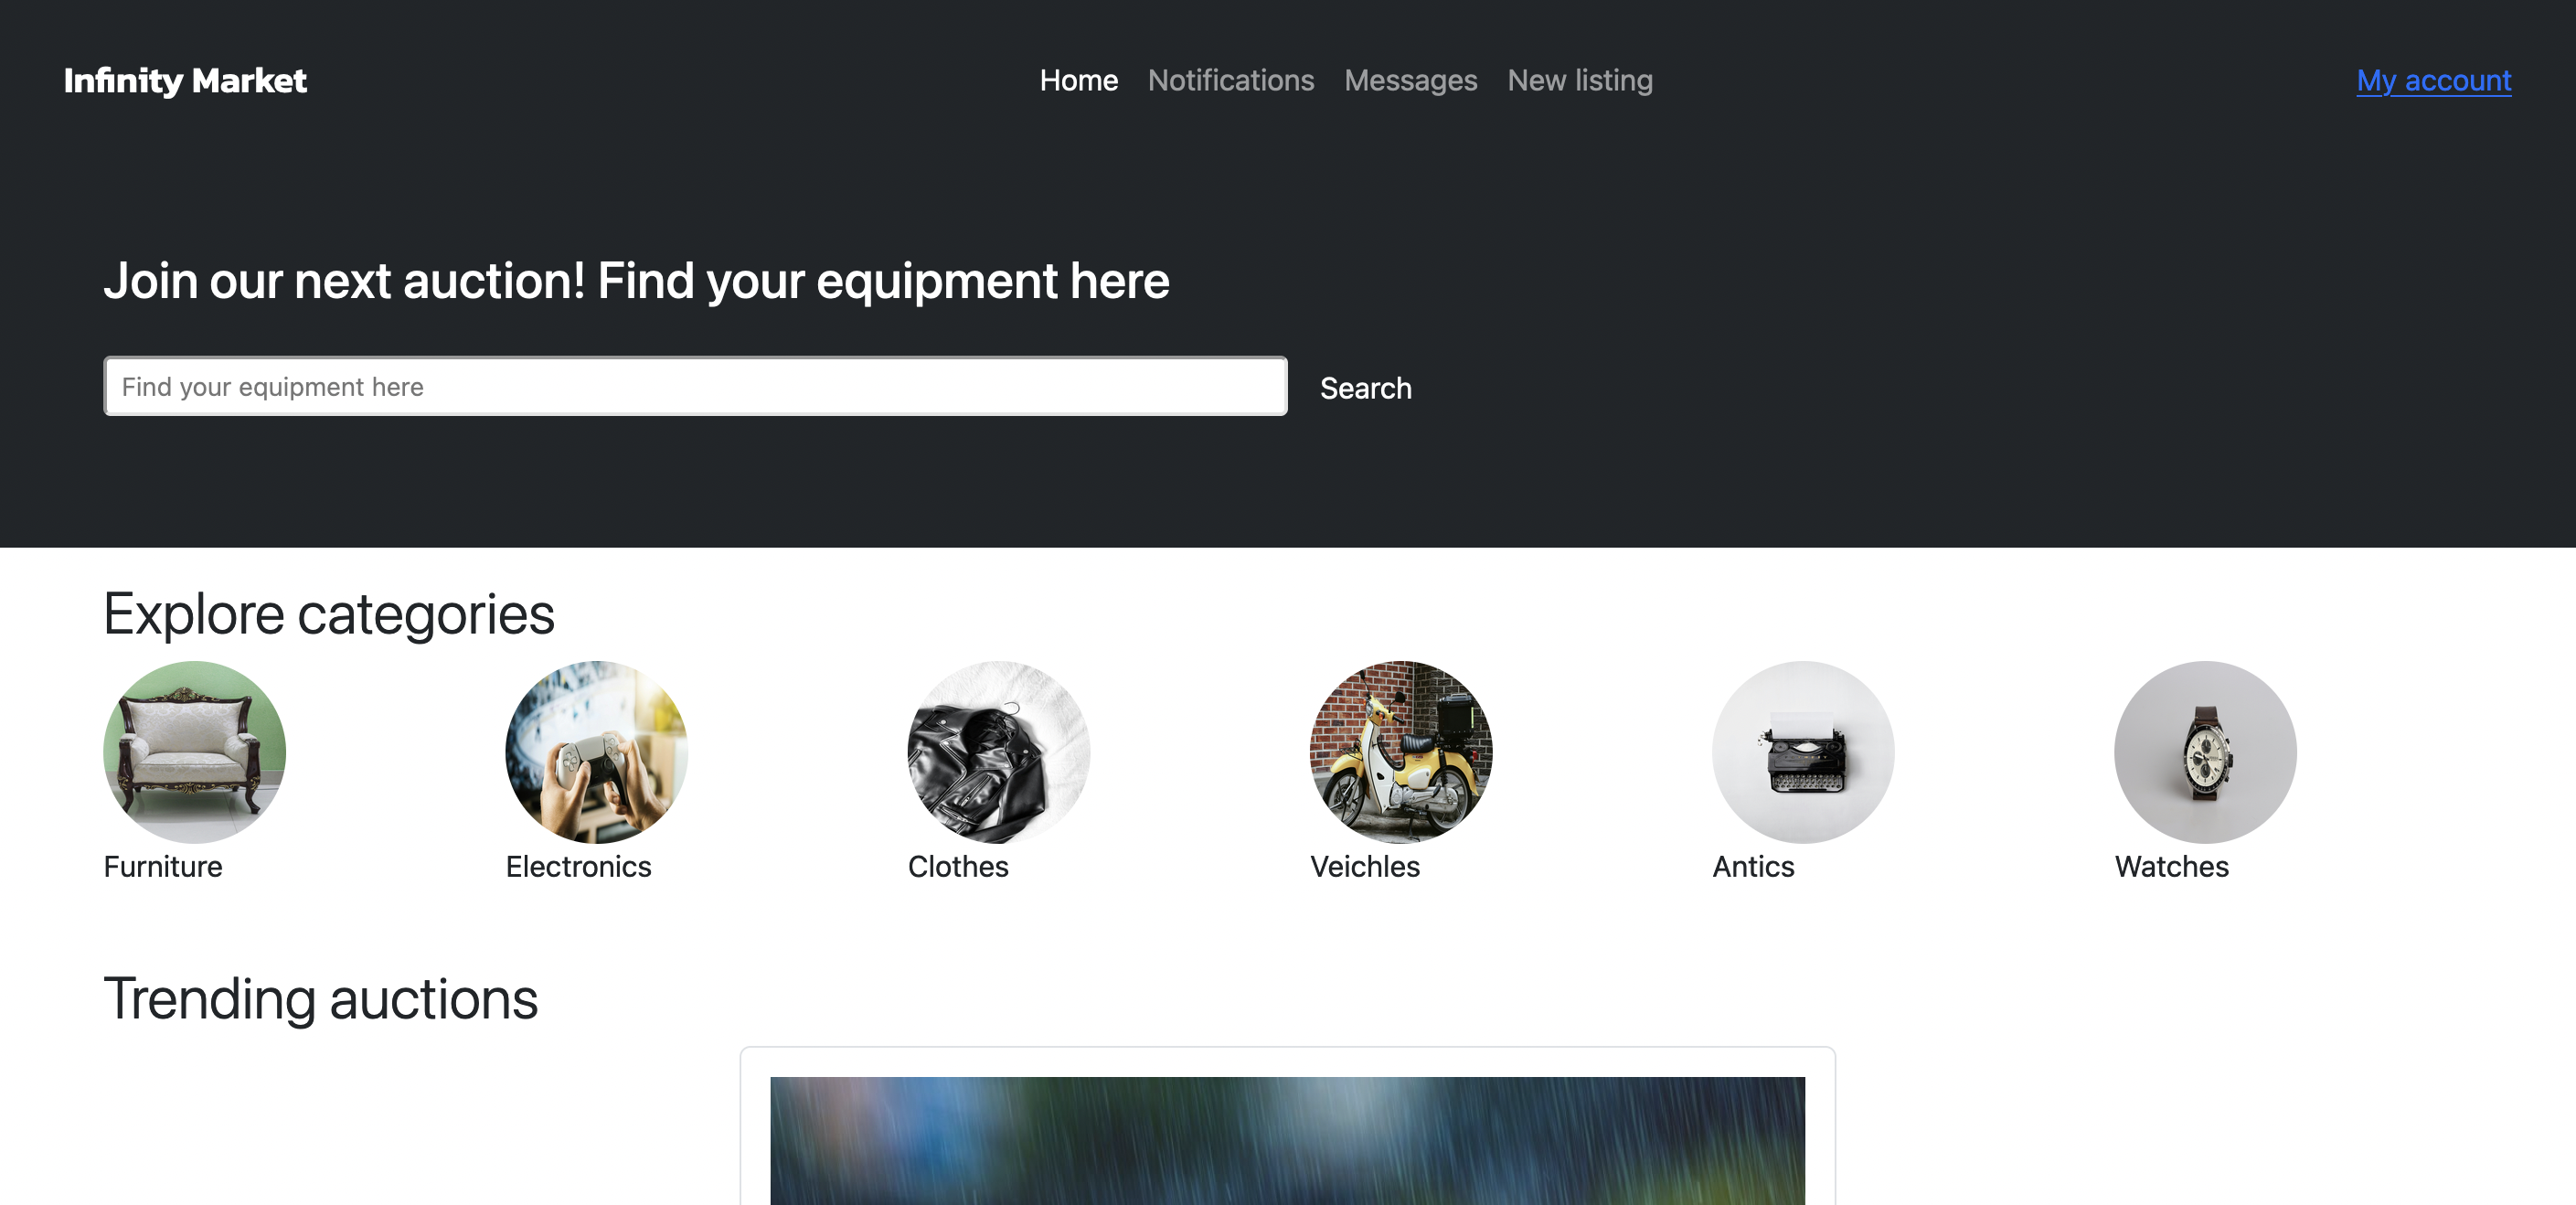 Infinity Market
Home Notifications Messages New listing
My account
Join our next auction! Find your equipment here
Find your equipment here
Search
Explore categories
Furniture
Electronics
Clothes
Veichles
Antics
Watches
Trending auctions